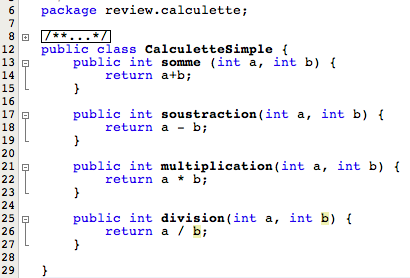 6 package review.calculette;
7
8 /**...*/
12 public class CalculetteSimple {
13 public int somme (int a, int b) {
14 return a+b;
15 }
16
17 public int soustraction(int a, int b) {
18 return a - b;
19 }
20
21 public int multiplication(int a, int b) {
22 return a * b;
23 }
24
25 public int division(int a, int b) {
26 return a / b;
27 }
28
29 }